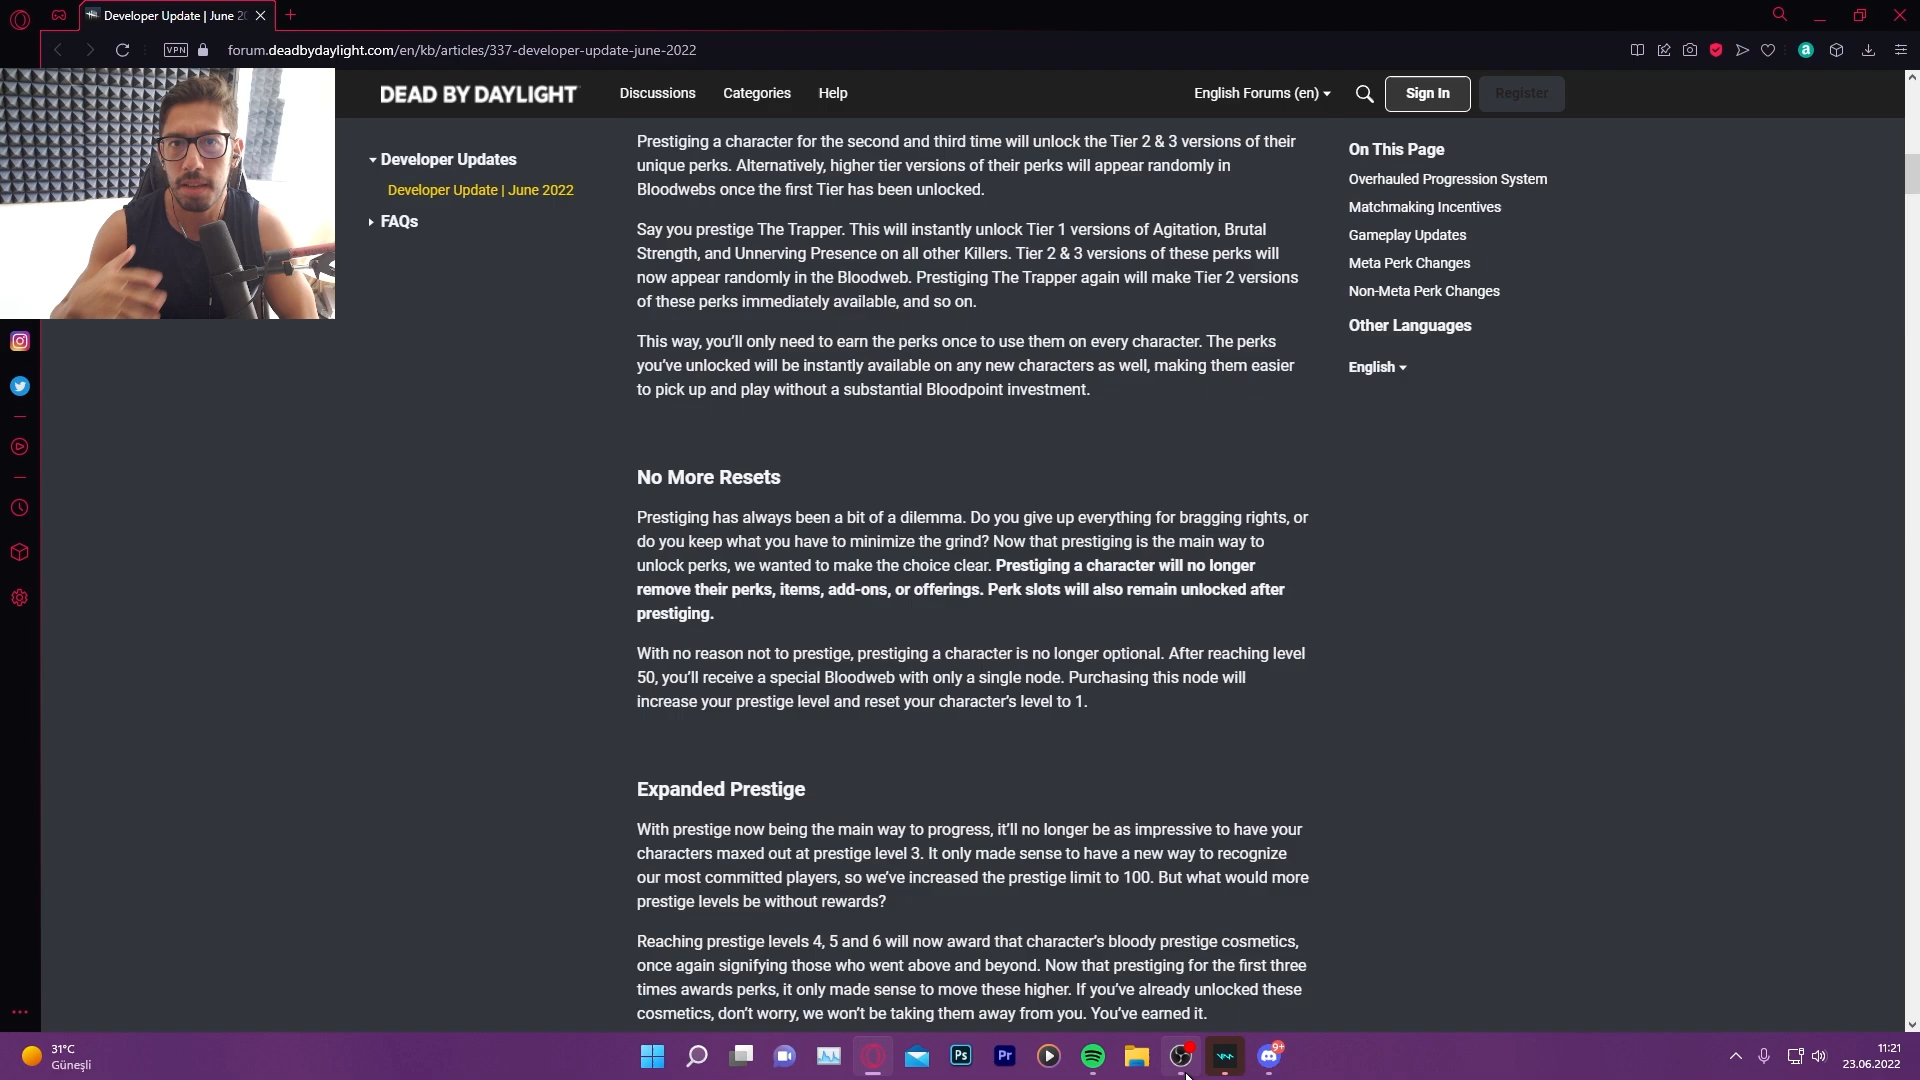 Developer Update | June 20
VPN
forum.deadbydaylight.com/en/kb/articles/337-developer-update-june-2022
a
DEAD BY DAYLIGHT
Discussions
Categories
Help
English Forums (en)
Sign In
Register
Developer Updates
Developer Update | June 2022
FAQs
Prestiging a character for the second and third time will unlock the Tier 2 & 3 versions of their
unique perks. Alternatively, higher tier versions of their perks will appear randomly in
Bloodwebs once the first Tier has been unlocked.
Say you prestige The Trapper. This will instantly unlock Tier 1 versions of Agitation, Brutal
Strength, and Unnerving Presence on all other Killers. Tier 2 & 3 versions of these perks will
now appear randomly in the Bloodweb. Prestiging The Trapper again will make Tier 2 versions
of these perks immediately available, and so on.
This way, you’ll only need to earn the perks once to use them on every character. The perks
you’ve unlocked will be instantly available on any new characters as well, making them easier
to pick up and play without a substantial Bloodpoint investment.
No More Resets
Prestiging has always been a bit of a dilemma. Do you give up everything for bragging rights, or
do you keep what you have to minimize the grind? Now that prestiging is the main way to
unlock perks, we wanted to make the choice clear. Prestiging a character will no longer
remove their perks, items, add-ons, or offerings. Perk slots will also remain unlocked after
prestiging.
With no reason not to prestige, prestiging a character is no longer optional. After reaching level
50, you’ll receive a special Bloodweb with only a single node. Purchasing this node will
increase your prestige level and reset your character’s level to 1.
Expanded Prestige
With prestige now being the main way to progress, it’ll no longer be as impressive to have your
characters maxed out at prestige level 3. It only made sense to have a new way to recognize
our most committed players, so we’ve increased the prestige limit to 100. But what would more
prestige levels be without rewards?
Reaching prestige levels 4, 5 and 6 will now award that character’s bloody prestige cosmetics,
once again signifying those who went above and beyond. Now that prestiging for the first three
times awards perks, it only made sense to move these higher. If you’ve already unlocked these
cosmetics, don’t worry, we won’t be taking them away from you. You’ve earned it.
On This Page
Overhauled Progression System
Matchmaking Incentives
Gameplay Updates
Meta Perk Changes
Non-Meta Perk Changes
Other Languages
English
31°C
Güneşli
Ps
Pr
9+
11:21
23.06.2022